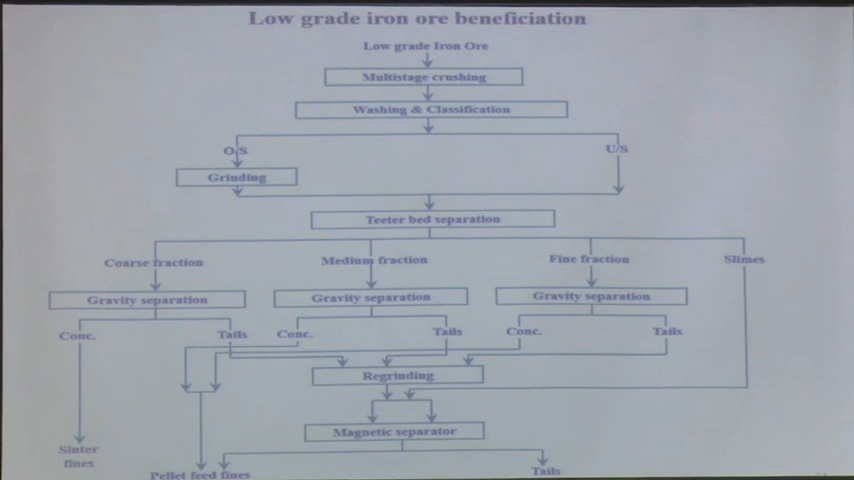 Low grade iron ore beneficiation
Low grade Iron Ore
Multistage crushing
Washing & Classification
O/S
U/S
Grinding
Teeter bed separation
Coarse fraction
Medium fraction
Fine fraction
Slimes
Gravity separation
Gravity separation
Gravity separation
Conc.
Tails
Conc.
Tails
Conc.
Tails
Regrinding
Magnetic separator
Sinter
fines
Pellet feed fines
Tails